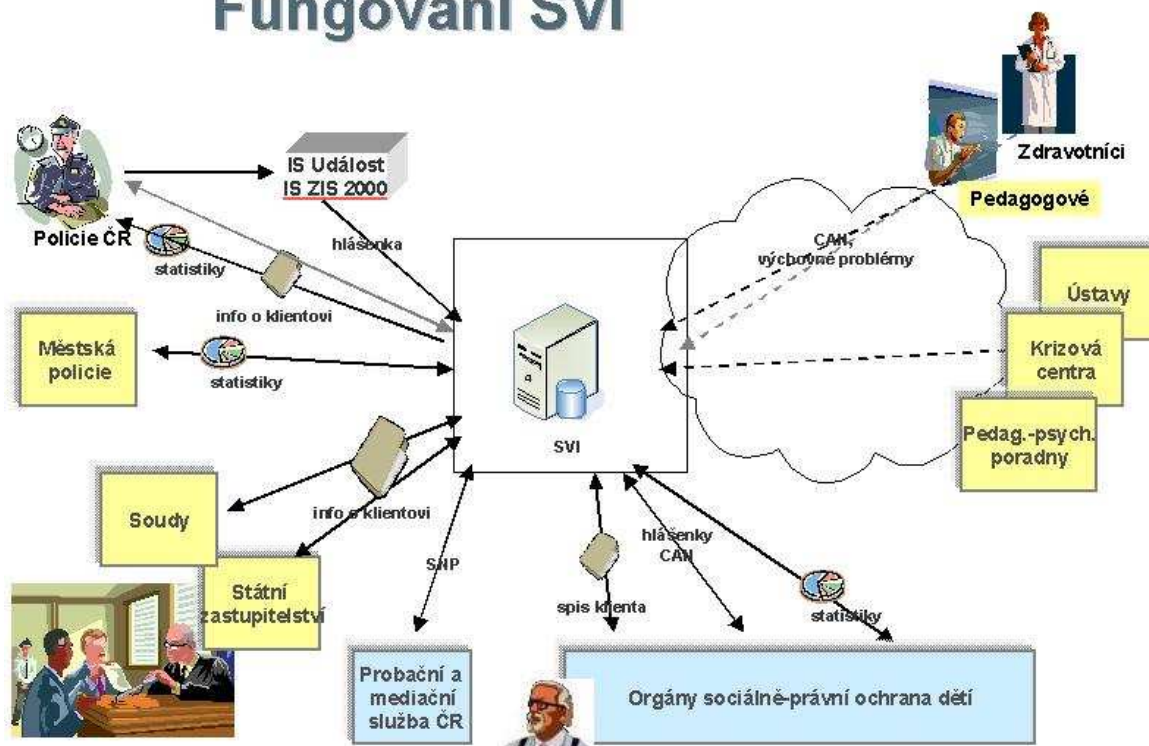 Fungování SVI
Zdravotníci
Pedagogové
IS Událost
IS ZIS 2000
Policie ČR
hlášenka
statistiky
info o klientovi
CAN,
výchovné problémy
Ústavy
Krizová
centra
Pedag.-psych.
poradny
Městská
policie
statistiky
SVI
Soudy
info o klientovi
Státní
zastupitelství
SNP
spis klienta
hlášenky
CAN
statistiky
Probační a
mediační
služba ČR
Orgány sociálně-právní ochrana dětí